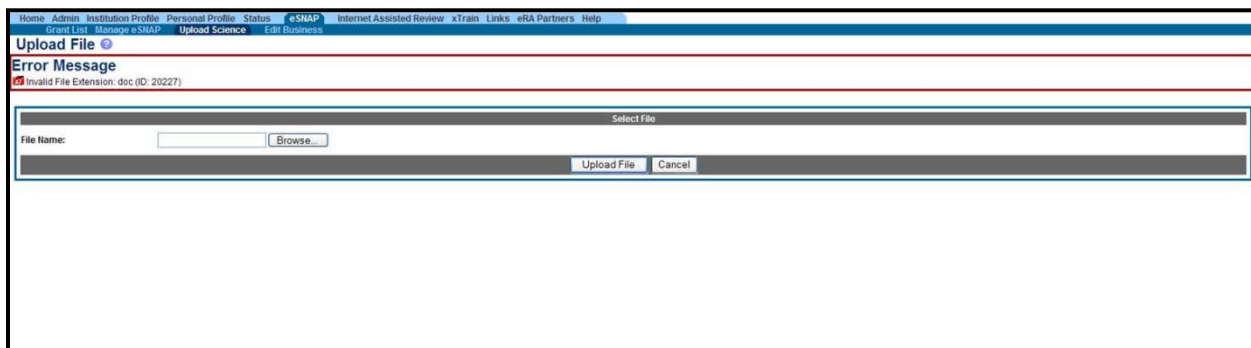 Home Admin Institution Profile Personal Profile Status eSNAP Internet Assisted Review xTrain Links eRA Partners Help
Grant List Manage eSNAP Upload Science Edit Business
Upload File ?
Error Message
Invalid File Extension: doc (ID: 20227)
Select File
File Name: Browse...
Upload File Cancel